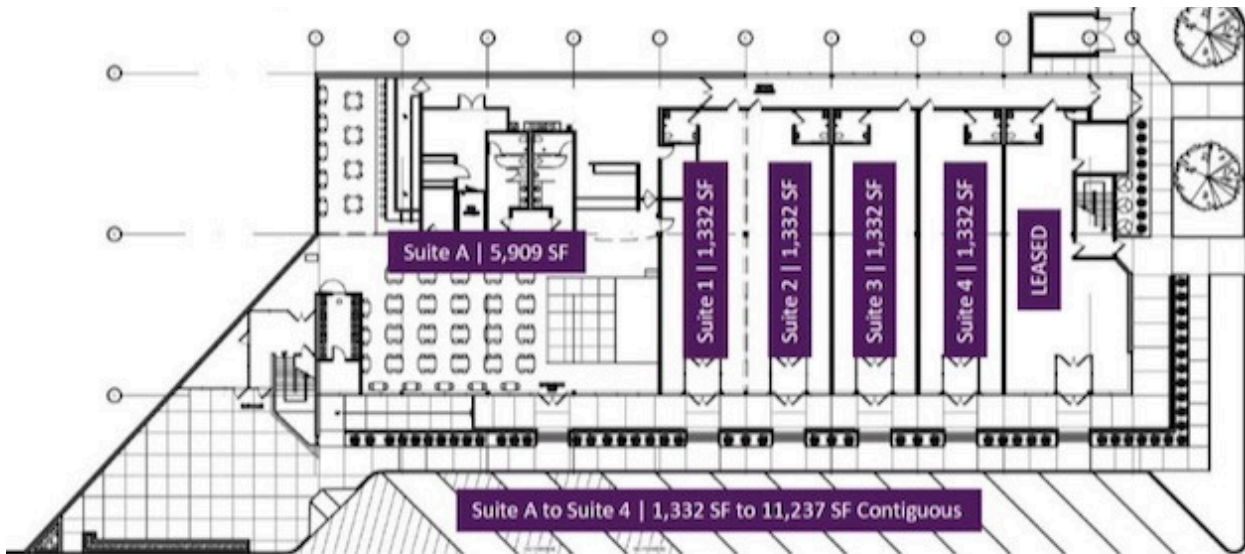 Suite A | 5,909 SF
Suite 1 || 1,332 SF
Suite 2 || 1,332 SF
Suite 3 || 1,332 SF
Suite 4 || 1,332 SF
LEASED
Suite A to Suite 4 | 1,332 SF to 11,237 SF Contiguous